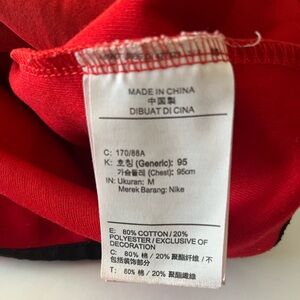 MADE IN CHINA
中国製
DIBUAT DI CINA
C: 170/88A
K: 호칭 (Generic): 95
가슴둘레 (Chest): 95cm
IN: Ukuran: M
Merek Barang: Nike
E: 80% COTTON/20%
POLYESTER/EXCLUSIVE OF
DECORATION
C: 80% 棉 / 20% 聚酯纤维 / 不
包括装饰部分
T: 80% 棉 / 20% 聚酯纖維